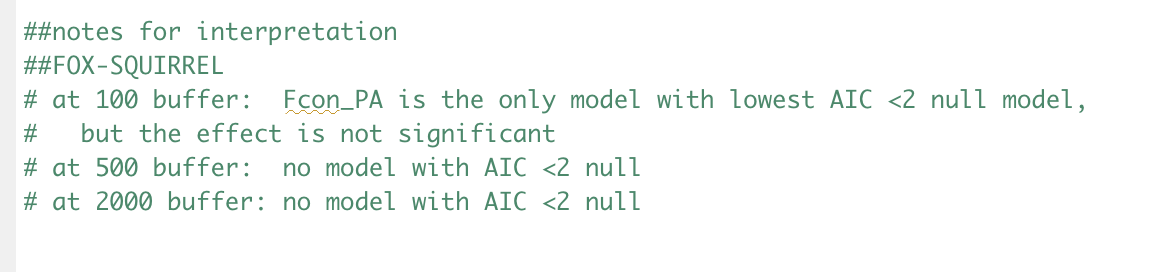 ##notes for interpretation
##FOX-SQUIRREL
# at 100 buffer:  Fcon_PA is the only model with lowest AIC <2 null model,
#   but the effect is not significant
# at 500 buffer:  no model with AIC <2 null
# at 2000 buffer: no model with AIC <2 null